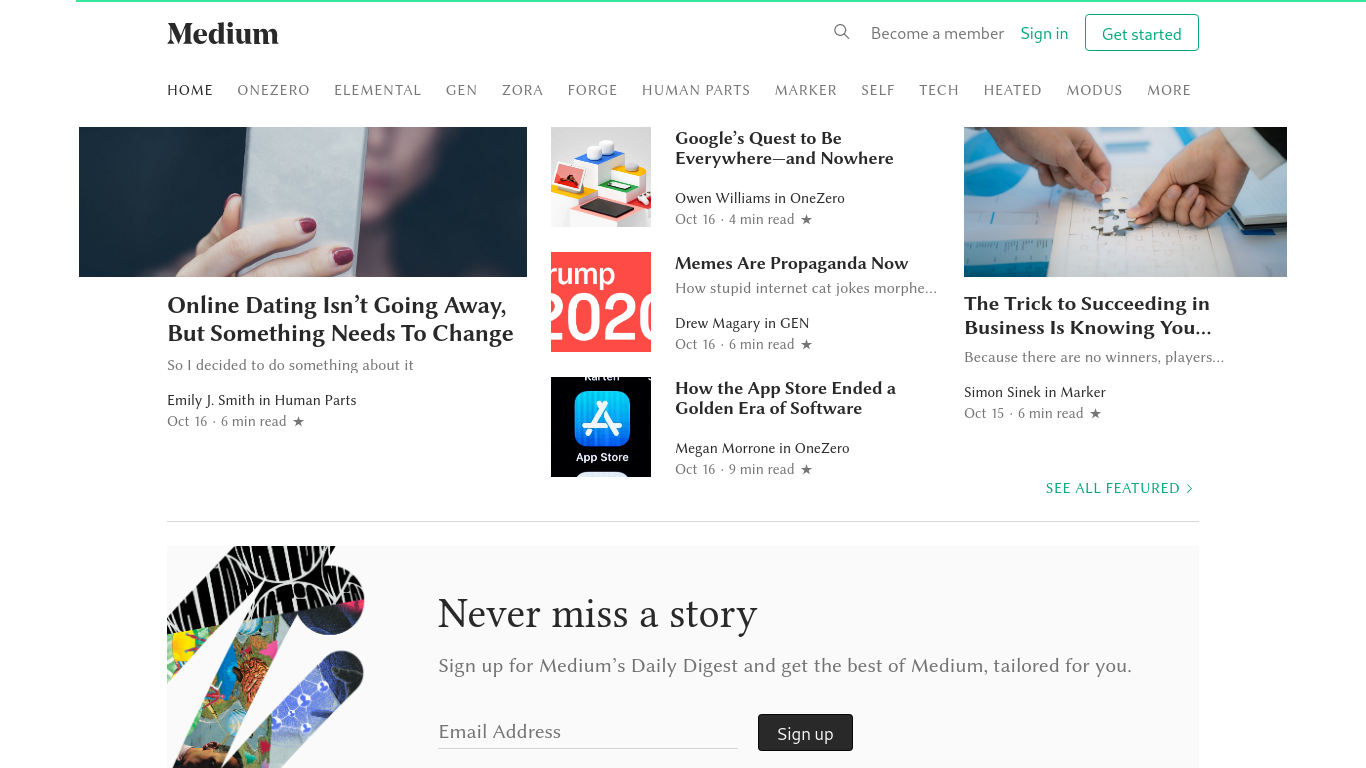 Medium
Become a member
Sign in
Get started
HOME
ONEZERO
ELEMENTAL
GEN
ZORA
FORGE
HUMAN PARTS
MARKER
SELF
TECH
HEATED
MODUS
MORE
Online Dating Isn’t Going Away,
But Something Needs To Change
So I decided to do something about it
Emily J. Smith in Human Parts
Oct 16 · 6 min read ★
Google’s Quest to Be
Everywhere—and Nowhere
Owen Williams in OneZero
Oct 16 · 4 min read ★
rump
2020
Memes Are Propaganda Now
How stupid internet cat jokes morphe…
Drew Magary in GEN
Oct 16 · 6 min read ★
Karten
App Store
How the App Store Ended a
Golden Era of Software
Megan Morrone in OneZero
Oct 16 · 9 min read ★
The Trick to Succeeding in
Business Is Knowing You…
Because there are no winners, players…
Simon Sinek in Marker
Oct 15 · 6 min read ★
SEE ALL FEATURED
Never miss a story
Sign up for Medium’s Daily Digest and get the best of Medium, tailored for you.
Email Address
Sign up